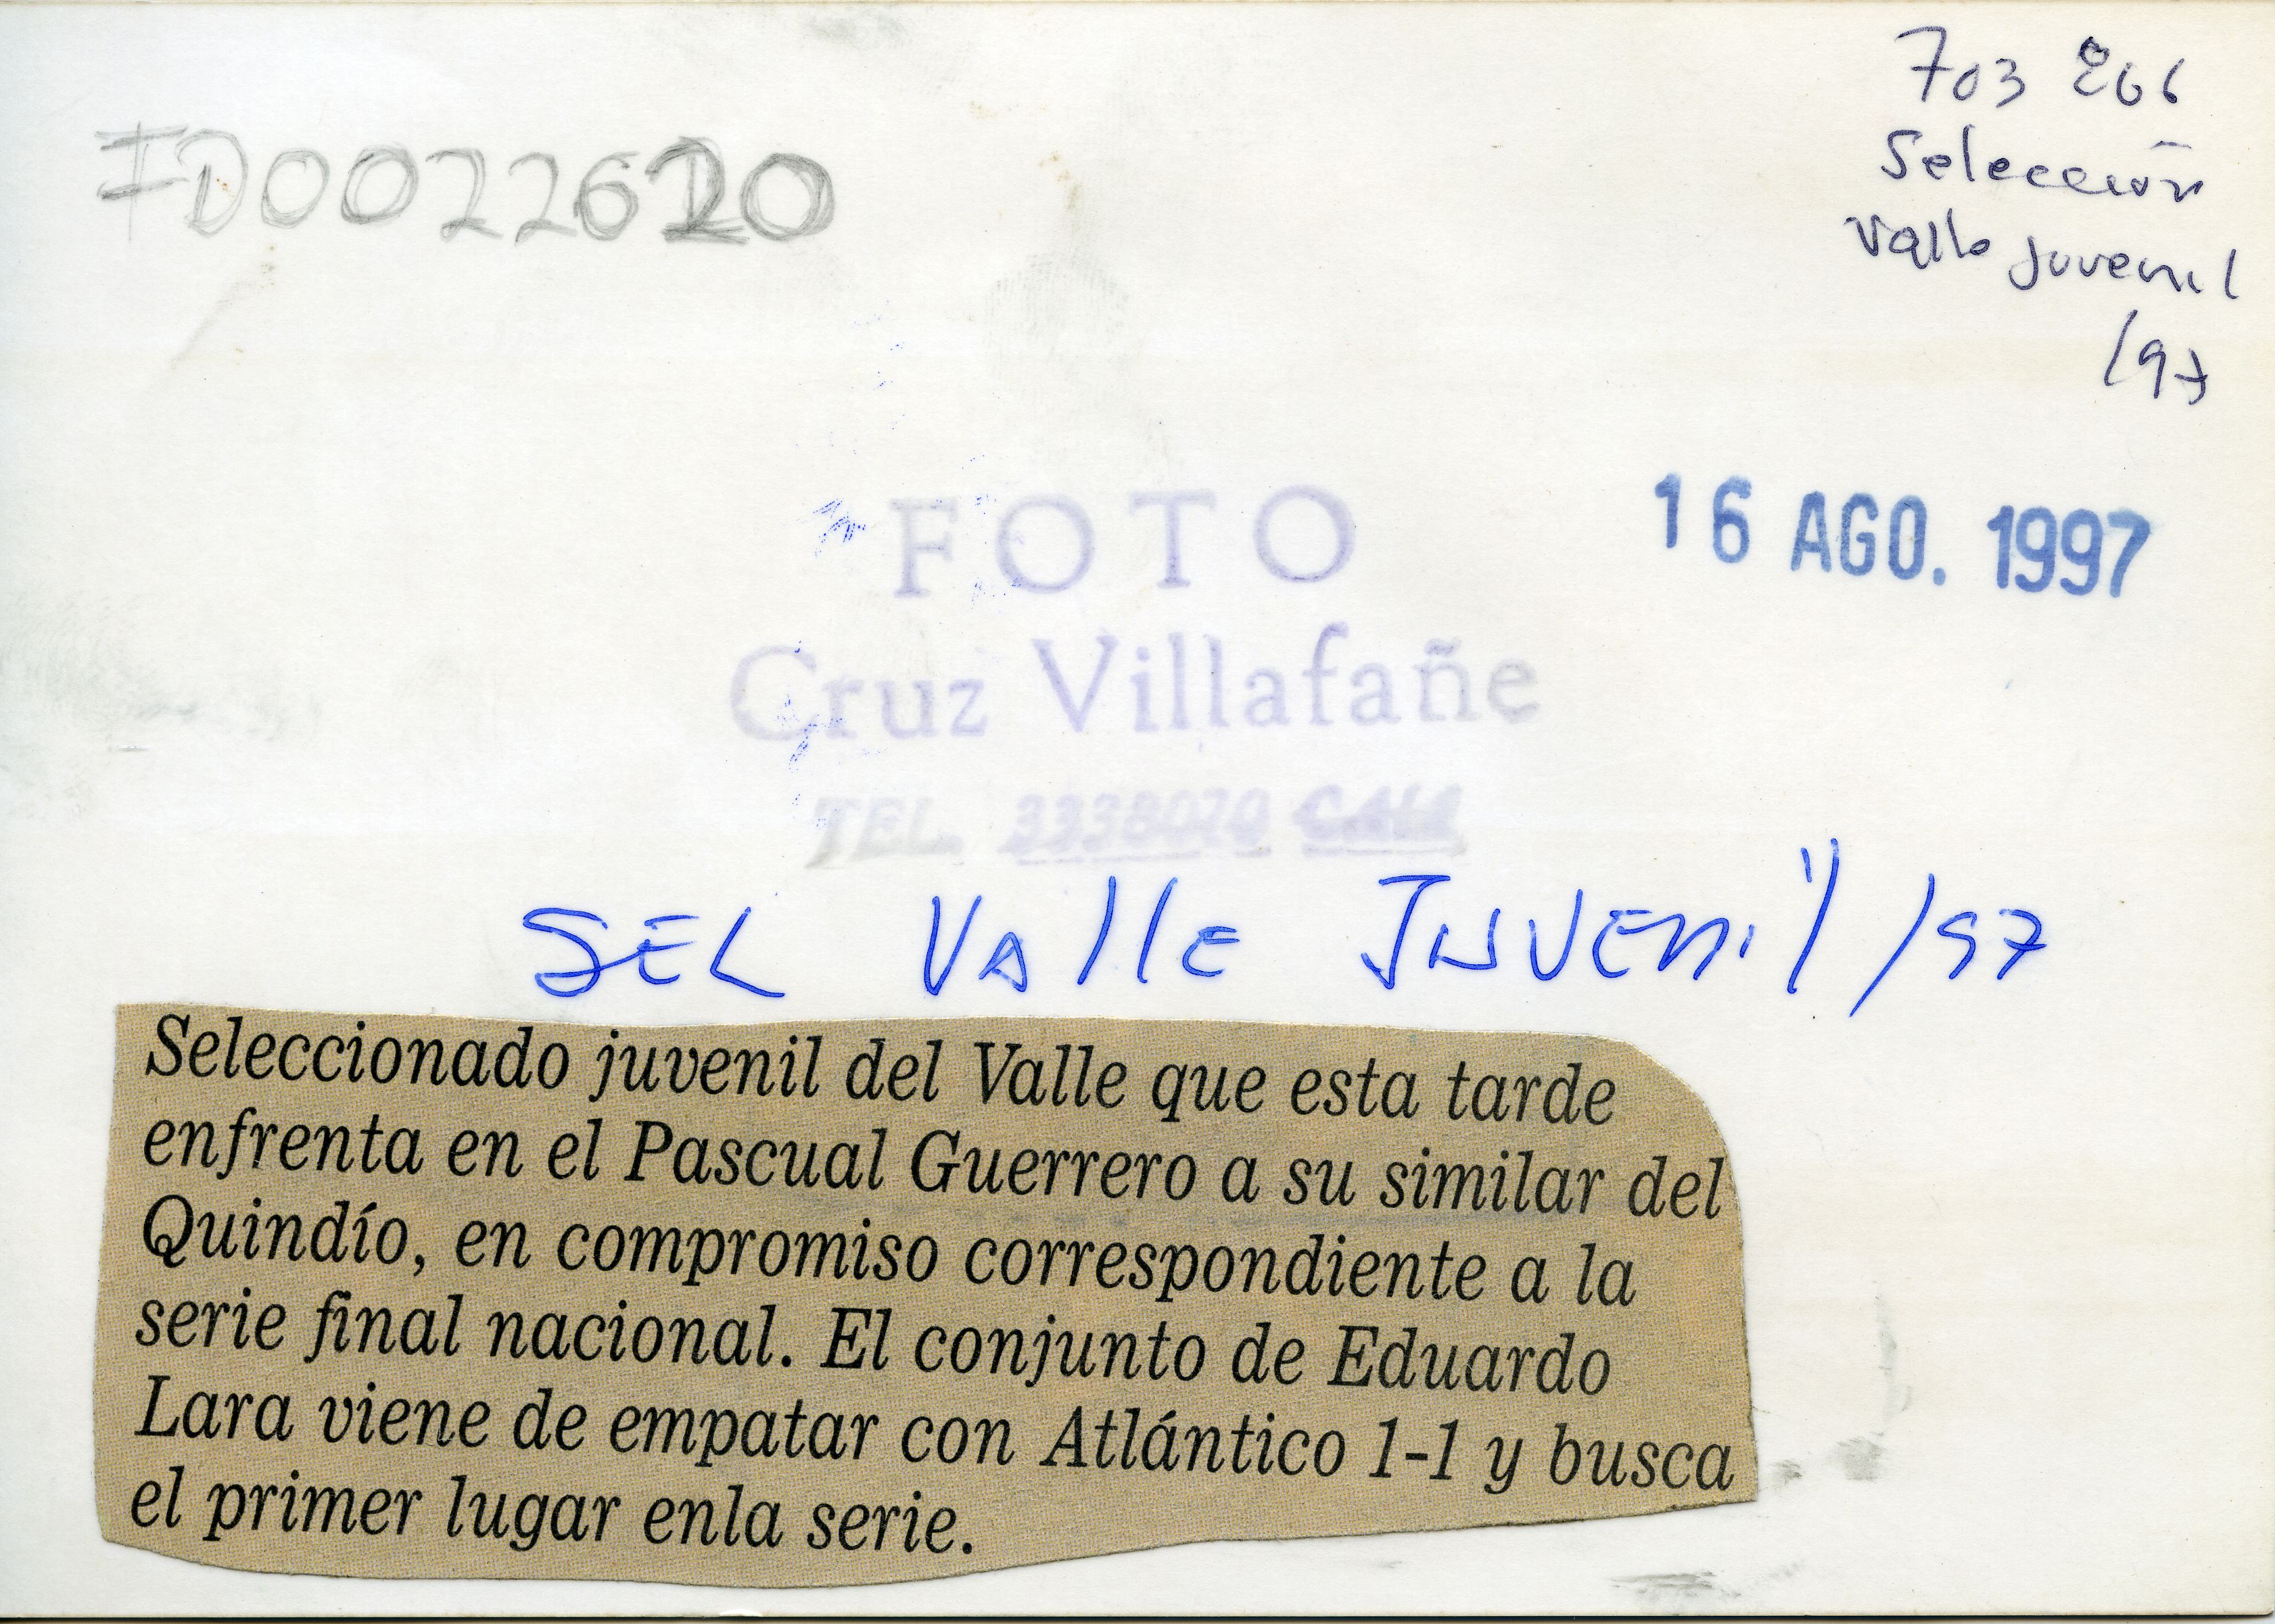 703 266
Selección
Valle juvenil
/97
16 AGO. 1997
FOTO
Cruz Villafañe
TEL. CALI
SEL Valle JUVENil /97
Seleccionado juvenil del Valle que esta tarde
enfrenta en el Pascual Guerrero a su similar del
Quindío, en compromiso correspondiente a la
serie final nacional. El conjunto de Eduardo
Lara viene de empatar con Atlántico 1-1 y busca
el primer lugar enla serie.